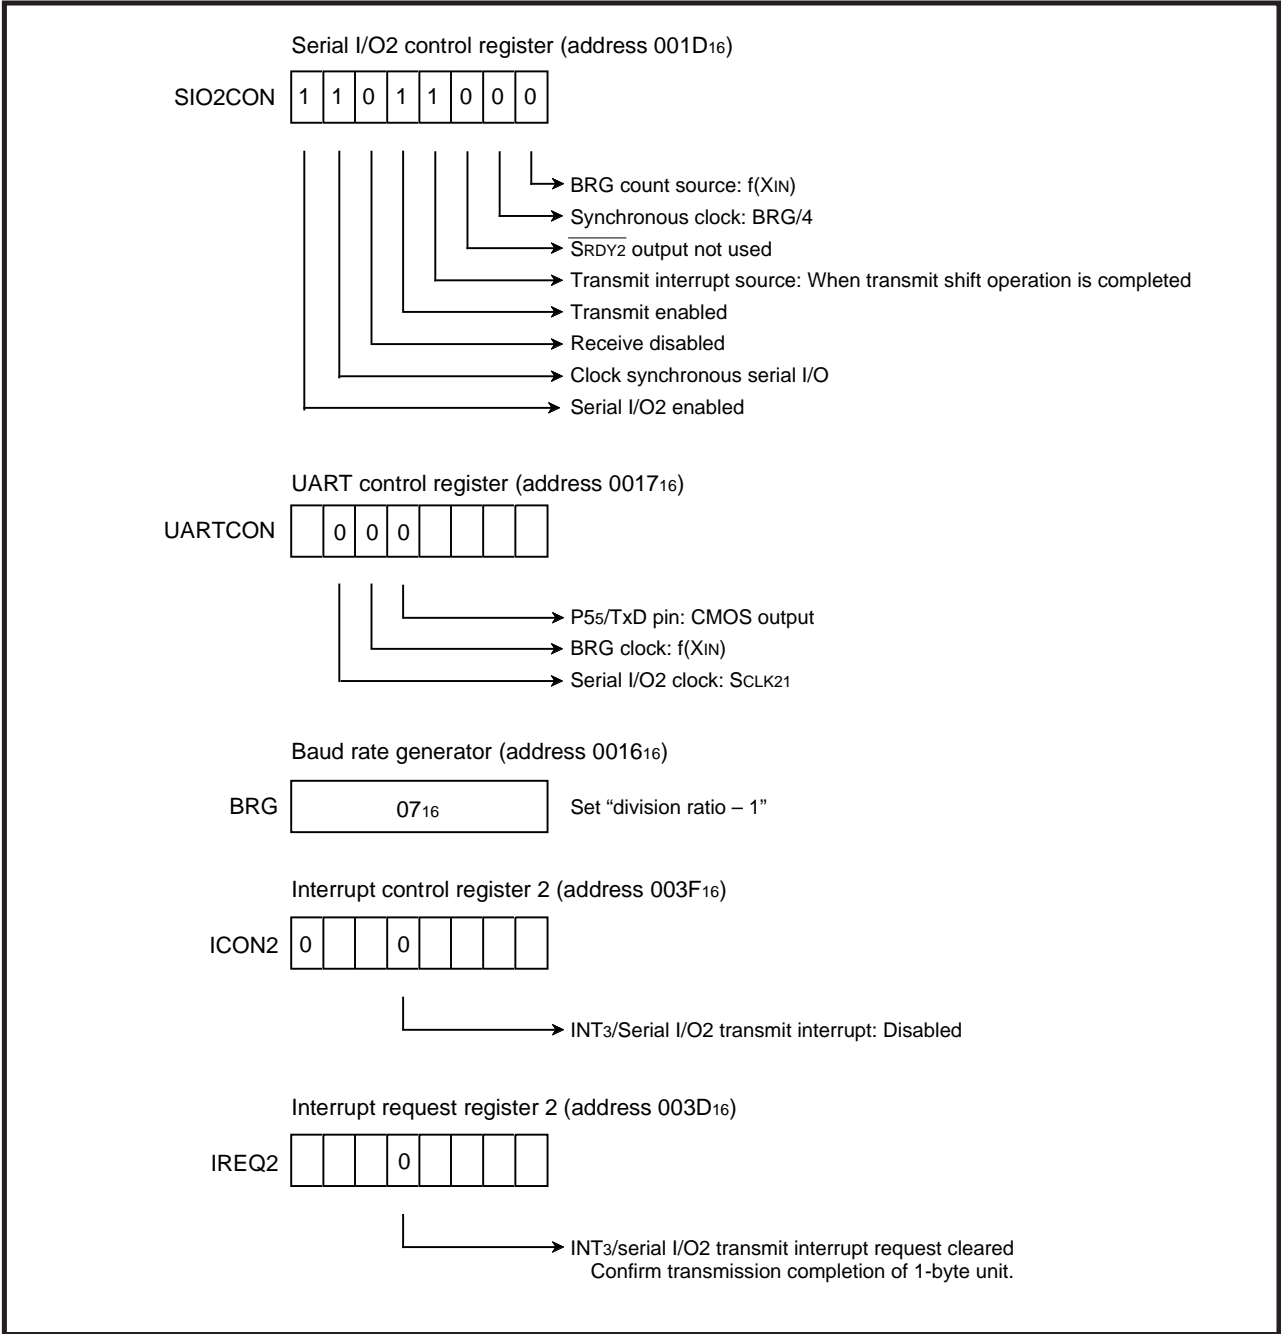 Serial I/O2 control register (address 001D16)
SIO2CON 1 1 0 1 1 0 0 0
BRG count source: f(XIN)
Synchronous clock: BRG/4
SRDY2 output not used
Transmit interrupt source: When transmit shift operation is completed
Transmit enabled
Receive disabled
Clock synchronous serial I/O
Serial I/O2 enabled
UART control register (address 001716)
UARTCON 0 0 0
P55/TxD pin: CMOS output
BRG clock: f(XIN)
Serial I/O2 clock: SCLK21
Baud rate generator (address 001616)
BRG 0716 Set “division ratio – 1”
Interrupt control register 2 (address 003F16)
ICON2 0 0
INT3/Serial I/O2 transmit interrupt: Disabled
Interrupt request register 2 (address 003D16)
IREQ2 0
INT3/serial I/O2 transmit interrupt request cleared
Confirm transmission completion of 1-byte unit.